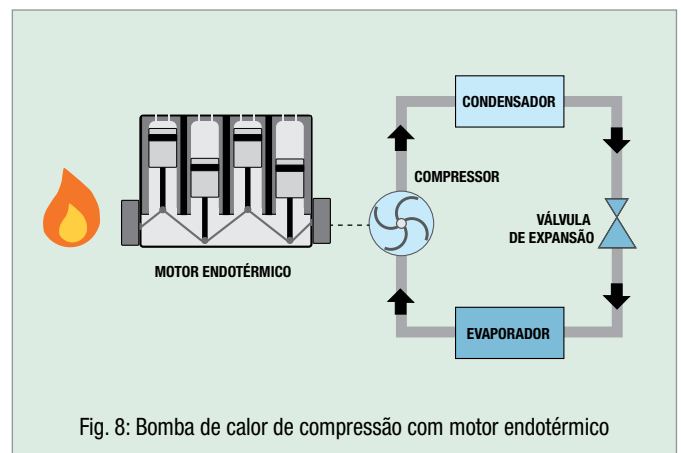 CONDENSADOR
COMPRESSOR
VÁLVULA
DE EXPANSÃO
MOTOR ENDOTÉRMICO
EVAPORADOR
Fig. 8: Bomba de calor de compressão com motor endotérmico